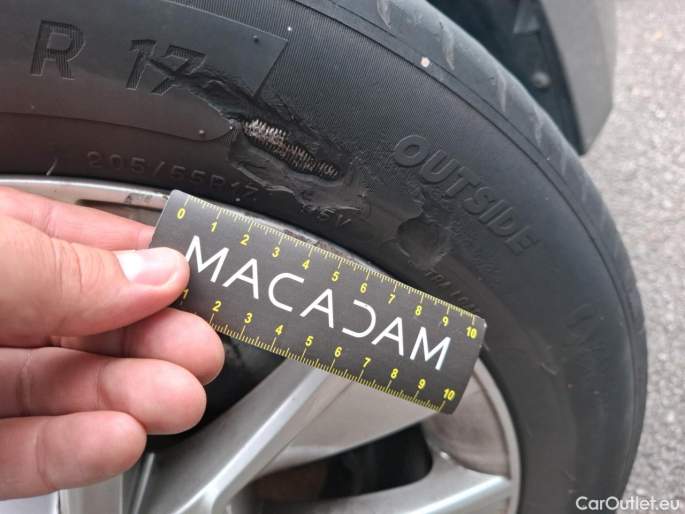 R 17
205/55R17
95V
OUTSIDE
0 1 2 3 4 5 6 7 8 9 10
MACADAM
1 2 3 4 5 6 7 8 9 10
CarOutlet.eu